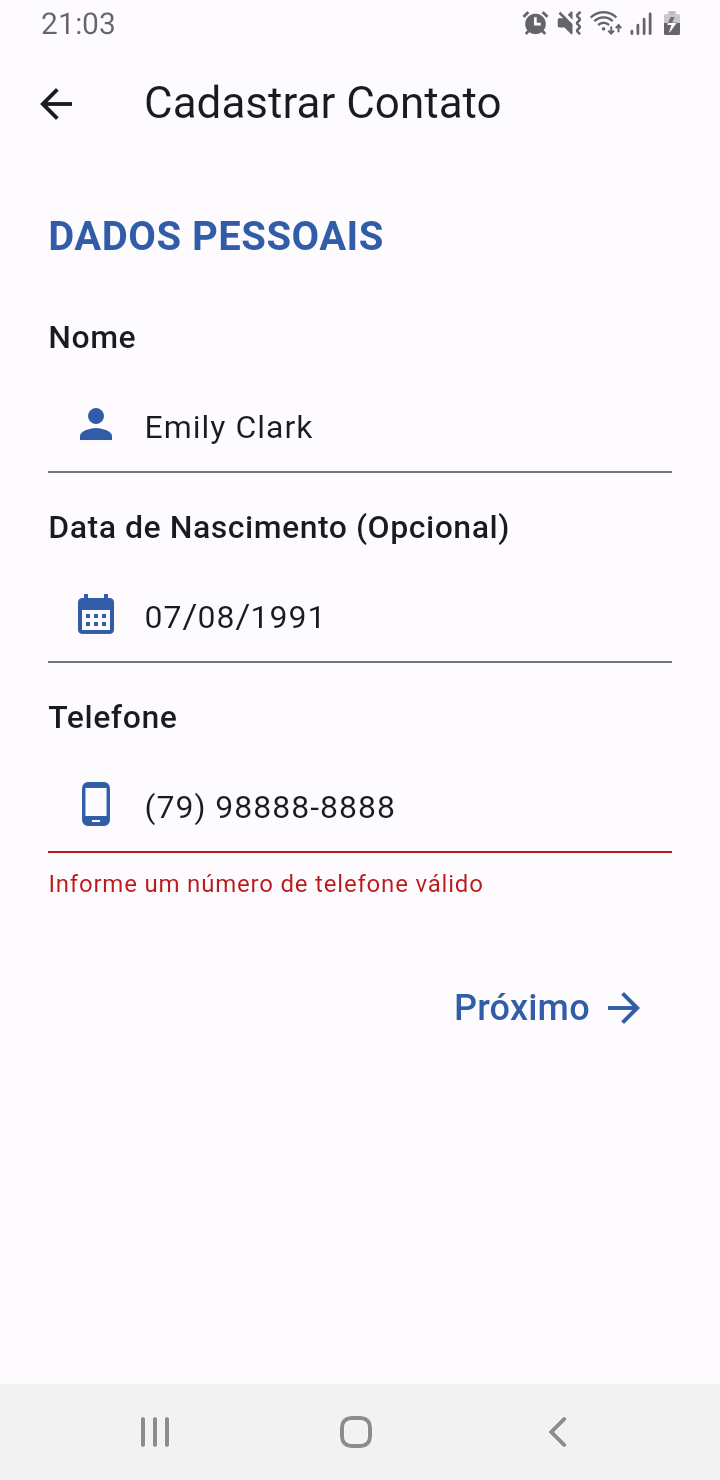 21:03
Cadastrar Contato
DADOS PESSOAIS
Nome
Emily Clark
Data de Nascimento (Opcional)
07/08/1991
Telefone
(79) 98888-8888
Informe um número de telefone válido
Próximo